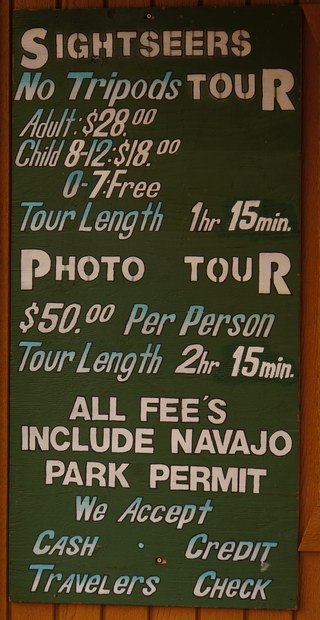 SIGHTSEERS
No Tripods TOUR
Adult: $28.00
Child 8-12: $18.00
0-7: Free
Tour Length 1hr 15min.
PHOTO TOUR
$50.00 Per Person
Tour Length 2hr 15min.
ALL FEE'S
INCLUDE NAVAJO
PARK PERMIT
We Accept
CASH · CREDIT
TRAVELERS CHECK